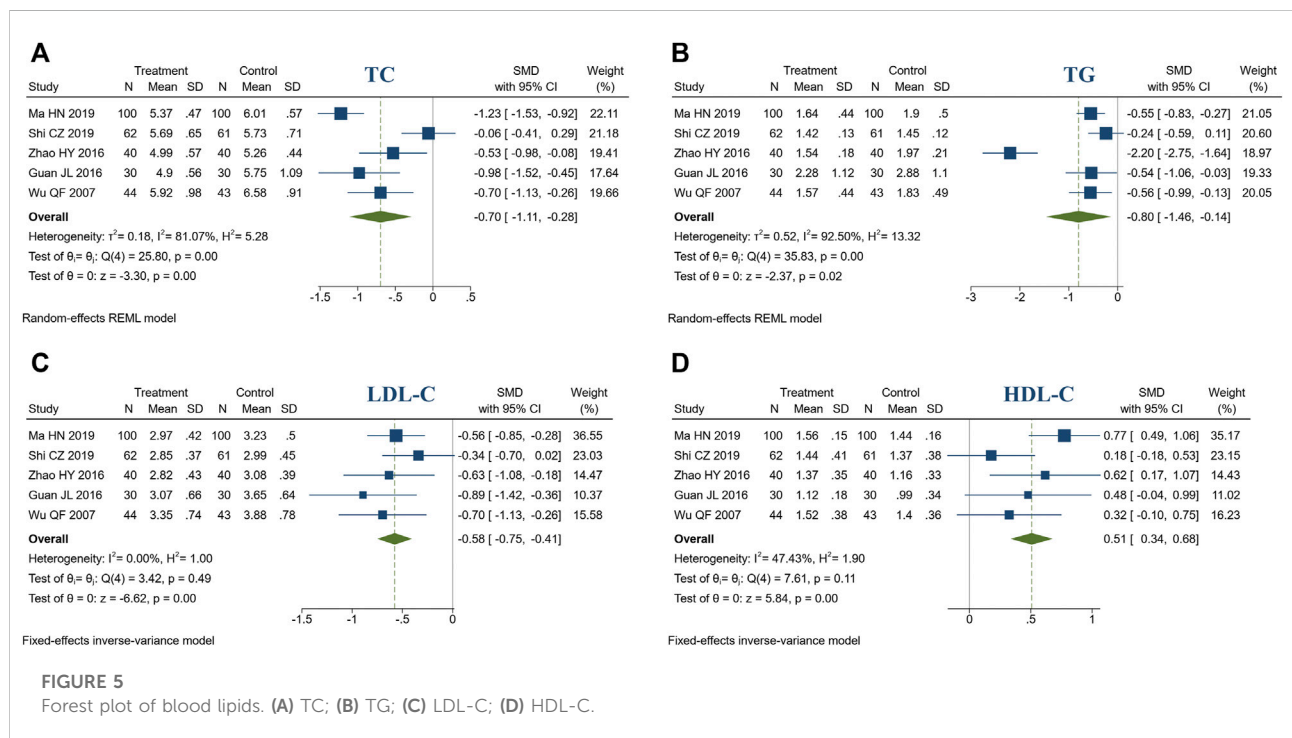 A
TC
Treatment Control SMD Weight
Study N Mean SD N Mean SD with 95% CI (%)
Ma HN 2019 100 5.37 .47 100 6.01 .57 -1.23 [ -1.53, -0.92] 22.11
Shi CZ 2019 62 5.69 .65 61 5.73 .71 -0.06 [ -0.41, 0.29] 21.18
Zhao HY 2016 40 4.99 .57 40 5.26 .44 -0.53 [ -0.98, -0.08] 19.41
Guan JL 2016 30 4.9 .56 30 5.75 1.09 -0.98 [ -1.52, -0.45] 17.64
Wu QF 2007 44 5.92 .98 43 6.58 .91 -0.70 [ -1.13, -0.26] 19.66
Overall -0.70 [ -1.11, -0.28]
Heterogeneity: τ²= 0.18, I²= 81.07%, H²= 5.28
Test of θᵢ= θⱼ: Q(4) = 25.80, p = 0.00
Test of θ = 0: z = -3.30, p = 0.00
-1.5 -1 -.5 0 .5
Random-effects REML model
B
TG
Treatment Control SMD Weight
Study N Mean SD N Mean SD with 95% CI (%)
Ma HN 2019 100 1.64 .44 100 1.9 .5 -0.55 [ -0.83, -0.27] 21.05
Shi CZ 2019 62 1.42 .13 61 1.45 .12 -0.24 [ -0.59, 0.11] 20.60
Zhao HY 2016 40 1.54 .18 40 1.97 .21 -2.20 [ -2.75, -1.64] 18.97
Guan JL 2016 30 2.28 1.12 30 2.88 1.1 -0.54 [ -1.06, -0.03] 19.33
Wu QF 2007 44 1.57 .44 43 1.83 .49 -0.56 [ -0.99, -0.13] 20.05
Overall -0.80 [ -1.46, -0.14]
Heterogeneity: τ²= 0.52, I²= 92.50%, H²= 13.32
Test of θᵢ= θⱼ: Q(4) = 35.83, p = 0.00
Test of θ = 0: z = -2.37, p = 0.02
-3 -2 -1 0
Random-effects REML model
C
LDL-C
Treatment Control SMD Weight
Study N Mean SD N Mean SD with 95% CI (%)
Ma HN 2019 100 2.97 .42 100 3.23 .5 -0.56 [ -0.85, -0.28] 36.55
Shi CZ 2019 62 2.85 .37 61 2.99 .45 -0.34 [ -0.70, 0.02] 23.03
Zhao HY 2016 40 2.82 .43 40 3.08 .39 -0.63 [ -1.08, -0.18] 14.47
Guan JL 2016 30 3.07 .66 30 3.65 .64 -0.89 [ -1.42, -0.36] 10.37
Wu QF 2007 44 3.35 .74 43 3.88 .78 -0.70 [ -1.13, -0.26] 15.58
Overall -0.58 [ -0.75, -0.41]
Heterogeneity: I²= 0.00%, H²= 1.00
Test of θᵢ= θⱼ: Q(4) = 3.42, p = 0.49
Test of θ = 0: z = -6.62, p = 0.00
-1.5 -1 -.5 0
Fixed-effects inverse-variance model
D
HDL-C
Treatment Control SMD Weight
Study N Mean SD N Mean SD with 95% CI (%)
Ma HN 2019 100 1.56 .15 100 1.44 .16 0.77 [ 0.49, 1.06] 35.17
Shi CZ 2019 62 1.44 .41 61 1.37 .38 0.18 [ -0.18, 0.53] 23.15
Zhao HY 2016 40 1.37 .35 40 1.16 .33 0.62 [ 0.17, 1.07] 14.43
Guan JL 2016 30 1.12 .18 30 .99 .34 0.48 [ -0.04, 0.99] 11.02
Wu QF 2007 44 1.52 .38 43 1.4 .36 0.32 [ -0.10, 0.75] 16.23
Overall 0.51 [ 0.34, 0.68]
Heterogeneity: I²= 47.43%, H²= 1.90
Test of θᵢ= θⱼ: Q(4) = 7.61, p = 0.11
Test of θ = 0: z = 5.84, p = 0.00
0 .5 1
Fixed-effects inverse-variance model
FIGURE 5
Forest plot of blood lipids. (A) TC; (B) TG; (C) LDL-C; (D) HDL-C.